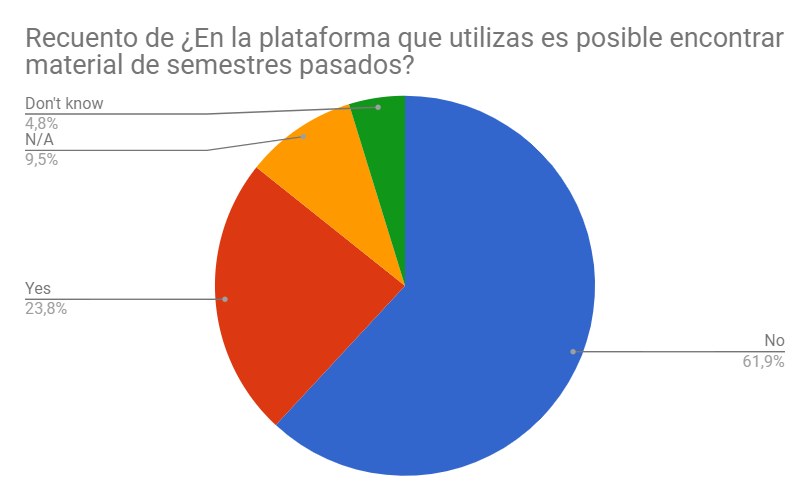 Recuento de ¿En la plataforma que utilizas es posible encontrar
material de semestres pasados?
Don't know
4,8%
N/A
9,5%
Yes
23,8%
No
61,9%